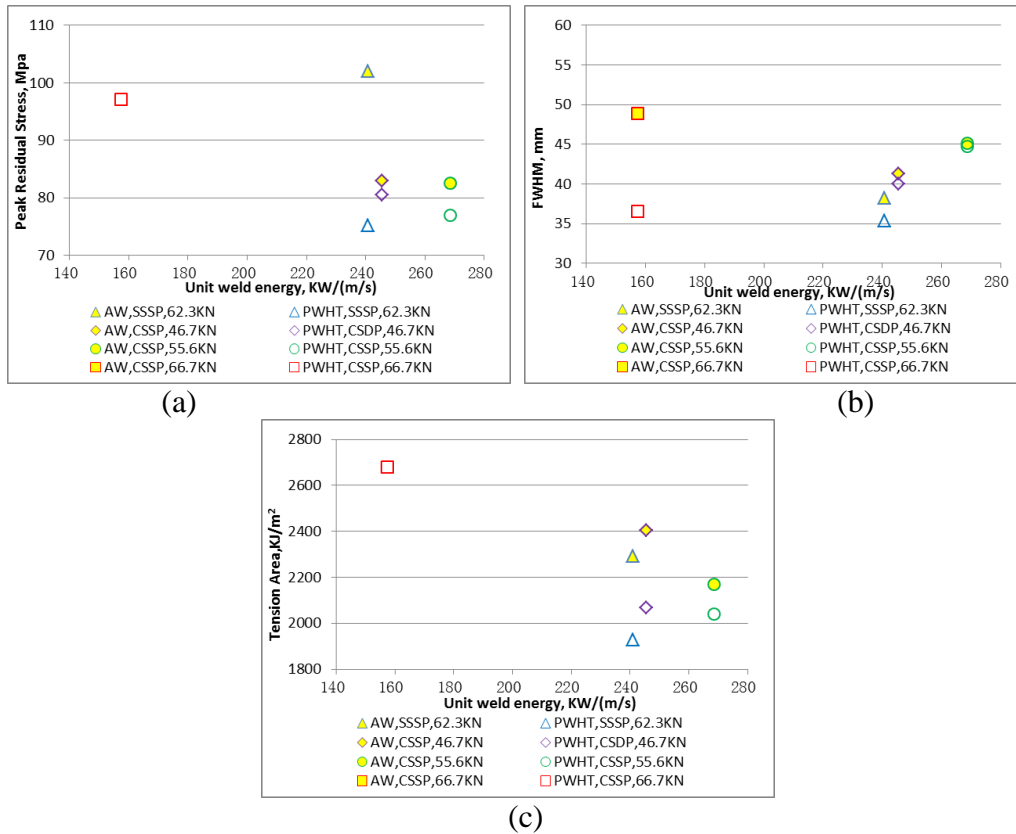 Peak Residual Stress, Mpa
110
100
90
80
70
140 160 180 200 220 240 260 280
Unit weld energy, KW/(m/s)
AW,SSSP,62.3KN PWHT,SSSP,62.3KN
AW,CSSP,46.7KN PWHT,CSDP,46.7KN
AW,CSSP,55.6KN PWHT,CSSP,55.6KN
AW,CSSP,66.7KN PWHT,CSSP,66.7KN
(a)
FWHM, mm
65
60
55
50
45
40
35
30
140 160 180 200 220 240 260 280
Unit weld energy, KW/(m/s)
AW,SSSP,62.3KN PWHT,SSSP,62.3KN
AW,CSSP,46.7KN PWHT,CSDP,46.7KN
AW,CSSP,55.6KN PWHT,CSSP,55.6KN
AW,CSSP,66.7KN PWHT,CSSP,66.7KN
(b)
Tension Area,KJ/m²
2800
2600
2400
2200
2000
1800
140 160 180 200 220 240 260 280
Unit weld energy, KW/(m/s)
AW,SSSP,62.3KN PWHT,SSSP,62.3KN
AW,CSSP,46.7KN PWHT,CSDP,46.7KN
AW,CSSP,55.6KN PWHT,CSSP,55.6KN
AW,CSSP,66.7KN PWHT,CSSP,66.7KN
(c)